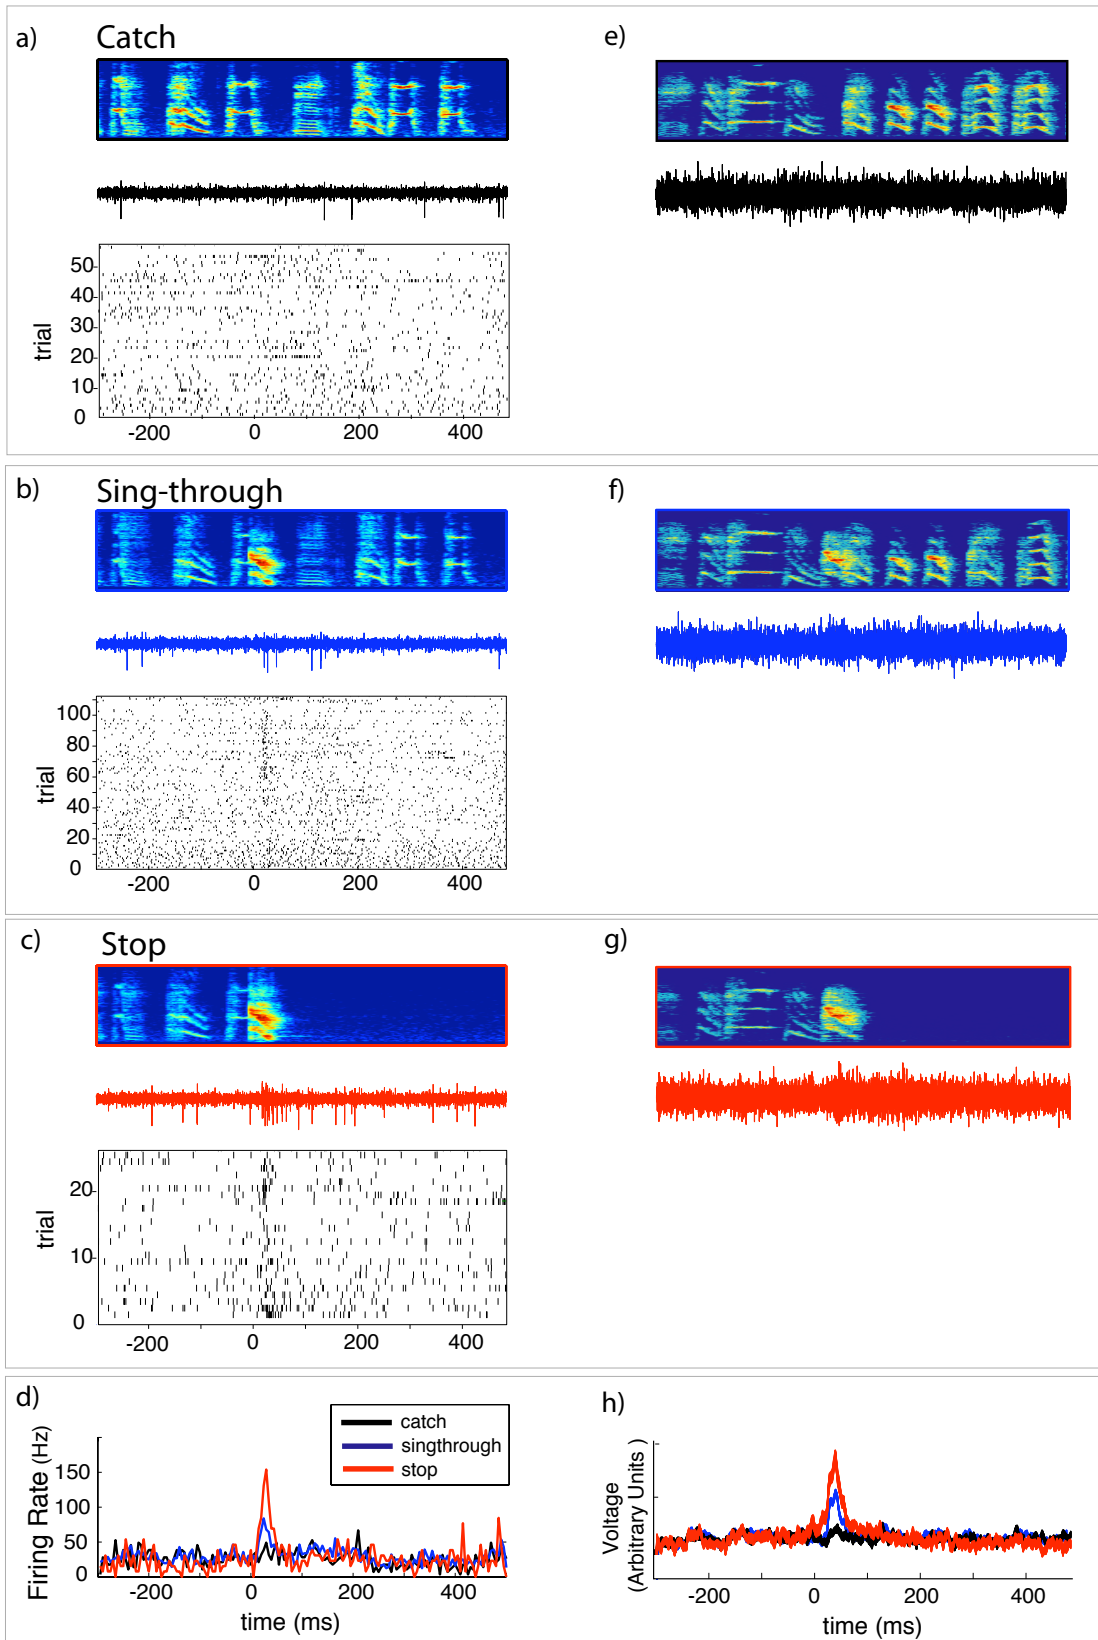 a) Catch
e)
50
40
30
20
10
0
trial
-200 0 200 400
b) Sing-through
f)
100
80
60
40
20
0
trial
-200 0 200 400
c) Stop
g)
20
10
0
trial
-200 0 200 400
d)
catch
singthrough
stop
150
100
50
0
Firing Rate (Hz)
-200 0 200 400
time (ms)
h)
Voltage
(Arbitrary Units )
-200 0 200 400
time (ms)